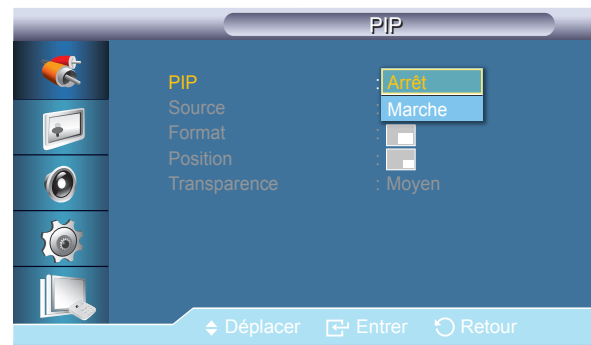 PIP
PIP : Arrêt
Source : Marche
Format :
Position :
Transparence : Moyen
Déplacer Entrer Retour